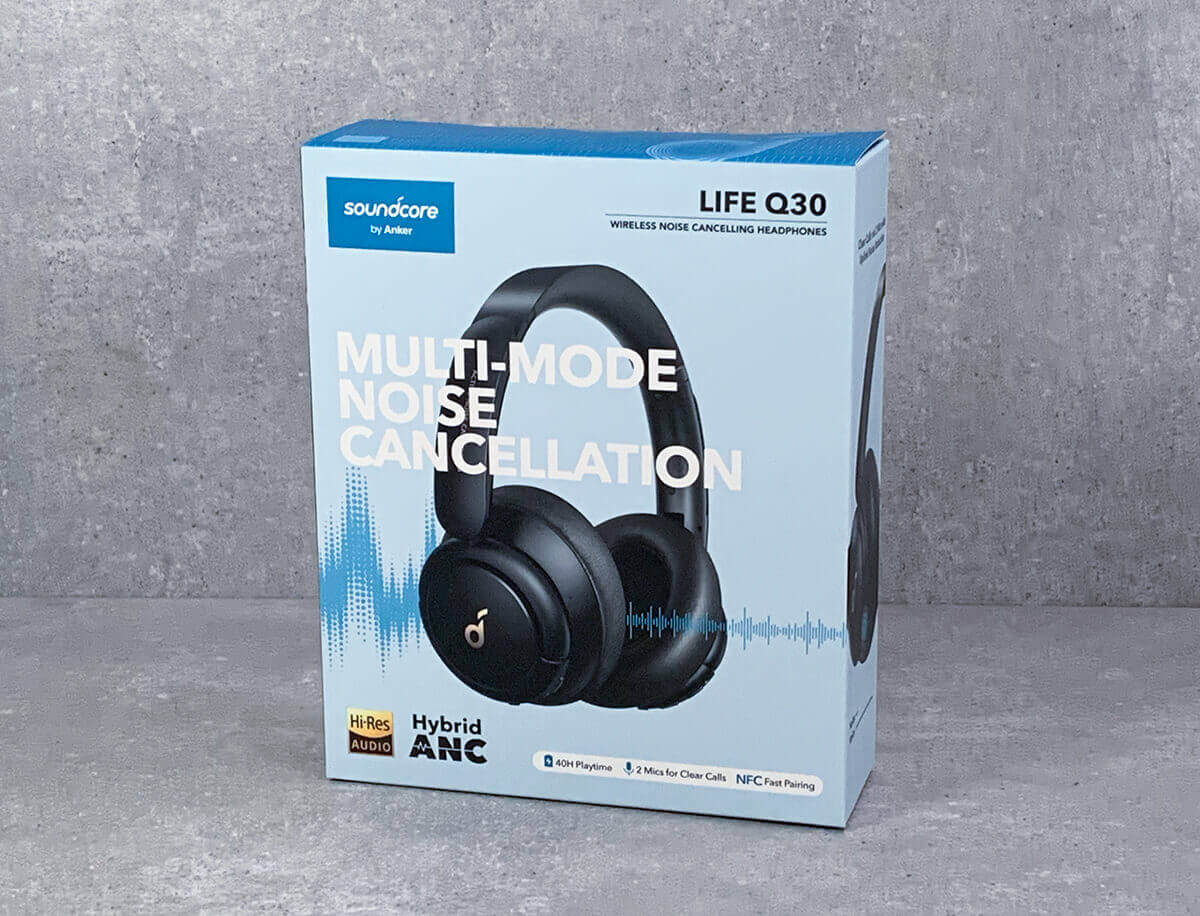 soundcore
by Anker
LIFE Q30
WIRELESS NOISE CANCELLING HEADPHONES
MULTI-MODE
NOISE
CANCELLATION
Hi-Res
AUDIO
Hybrid
ANC
40H Playtime
2 Mics for Clear Calls
NFC Fast Pairing